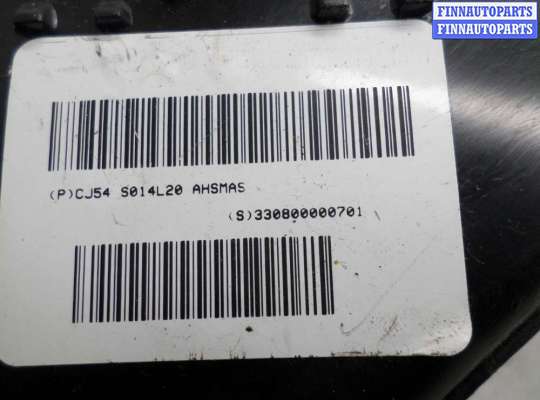 FINNAUTOPARTS
FINNAUTOPARTS
(P)CJ54 S014L20 AHSMAS
(S)330800000701